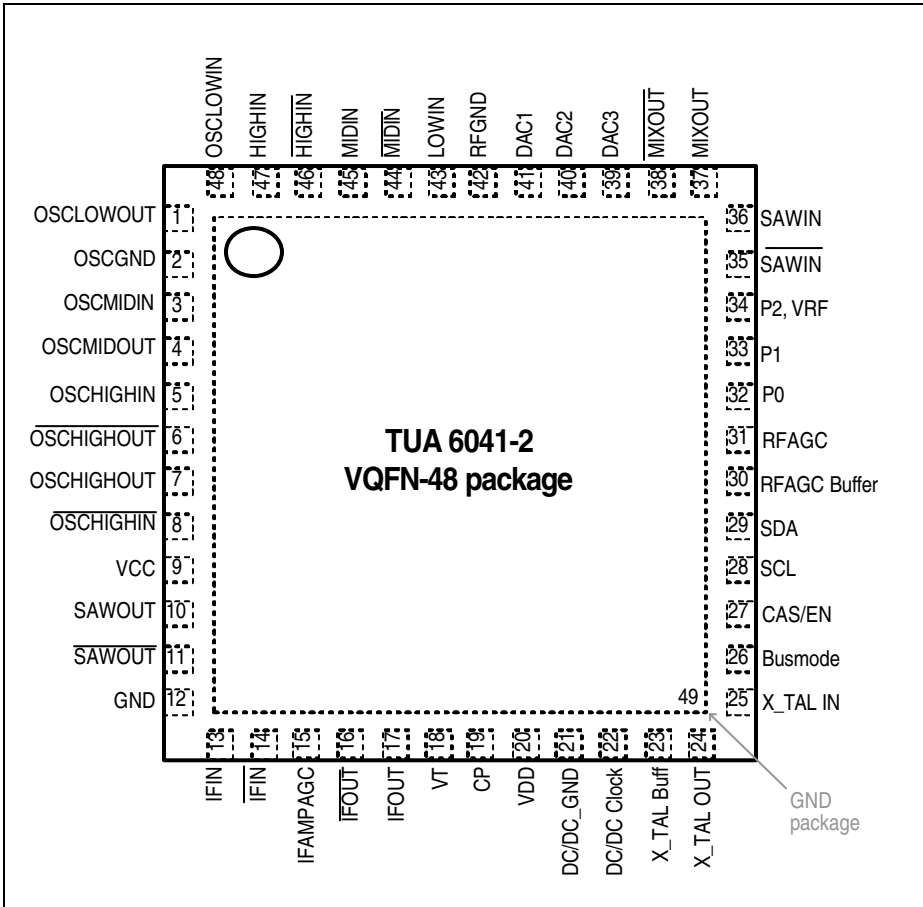 OSCLOWIN
HIGHIN
HIGHIN
MIDIN
MIDIN
LOWIN
RFGND
DAC1
DAC2
DAC3
MIXOUT
MIXOUT
48
47
46
45
44
43
42
41
40
39
38
37
OSCLOWOUT 1
OSCGND 2
OSCMIDIN 3
OSCMIDOUT 4
OSCHIGHIN 5
OSCHIGHOUT 6
OSCHIGHOUT 7
OSCHIGHIN 8
VCC 9
SAWOUT 10
SAWOUT 11
GND 12
TUA 6041-2
VQFN-48 package
36 SAWIN
35 SAWIN
34 P2, VRF
33 P1
32 P0
31 RFAGC
30 RFAGC Buffer
29 SDA
28 SCL
27 CAS/EN
26 Busmode
25 X_TAL IN
49
13
14
15
16
17
18
19
20
21
22
23
24
IFIN
IFIN
IFAMPAGC
IFOUT
IFOUT
VT
CP
VDD
DC/DC_GND
DC/DC Clock
X_TAL Buff
X_TAL OUT
GND
package